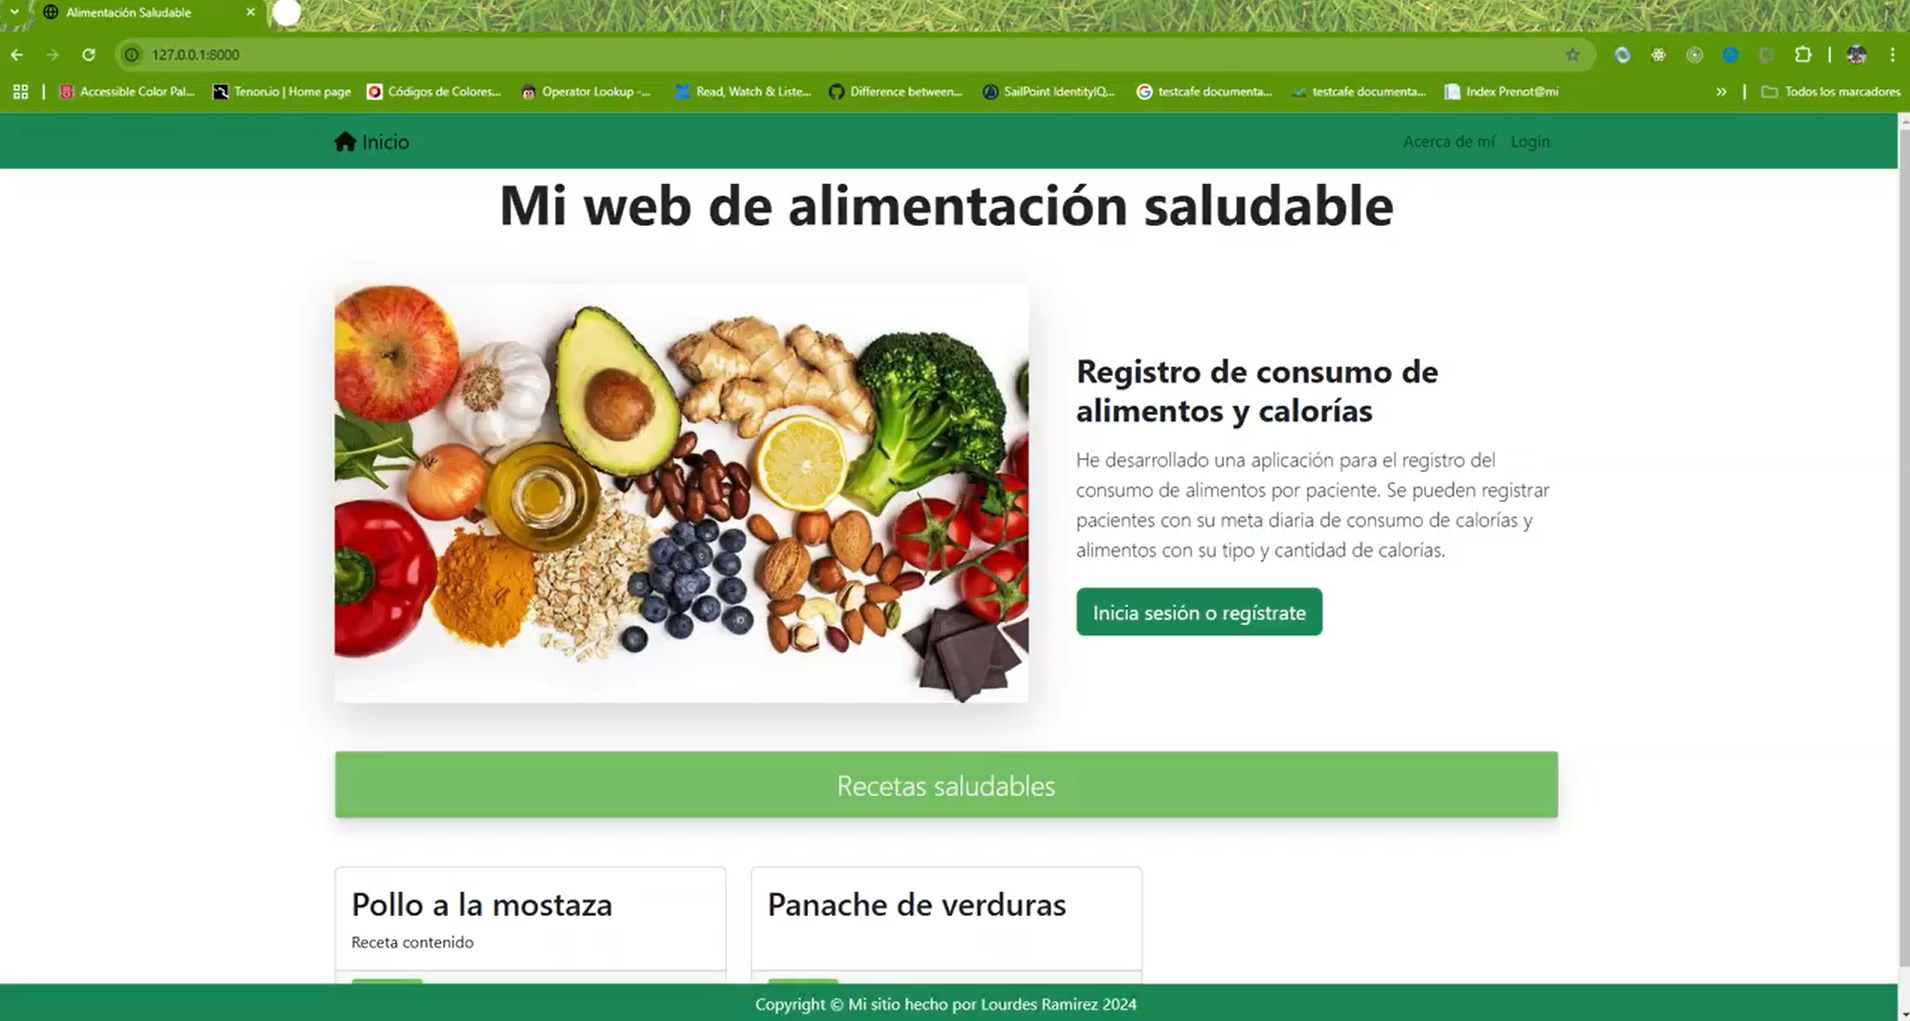 Alimentación Saludable
127.0.0.1:8000
Accessible Color Pal...
Tenon.io | Home page
Códigos de Colores...
Operator Lookup -...
Read, Watch & Liste...
Difference between...
SailPoint IdentityIQ...
testcafe documenta...
testcafe documenta...
Index Prenot@mi
Todos los marcadores
Inicio
Acerca de mí
Login
Mi web de alimentación saludable
Registro de consumo de
alimentos y calorías
He desarrollado una aplicación para el registro del
consumo de alimentos por paciente. Se pueden registrar
pacientes con su meta diaria de consumo de calorías y
alimentos con su tipo y cantidad de calorías.
Inicia sesión o regístrate
Recetas saludables
Pollo a la mostaza
Receta contenido
Panache de verduras
Copyright © Mi sitio hecho por Lourdes Ramirez 2024